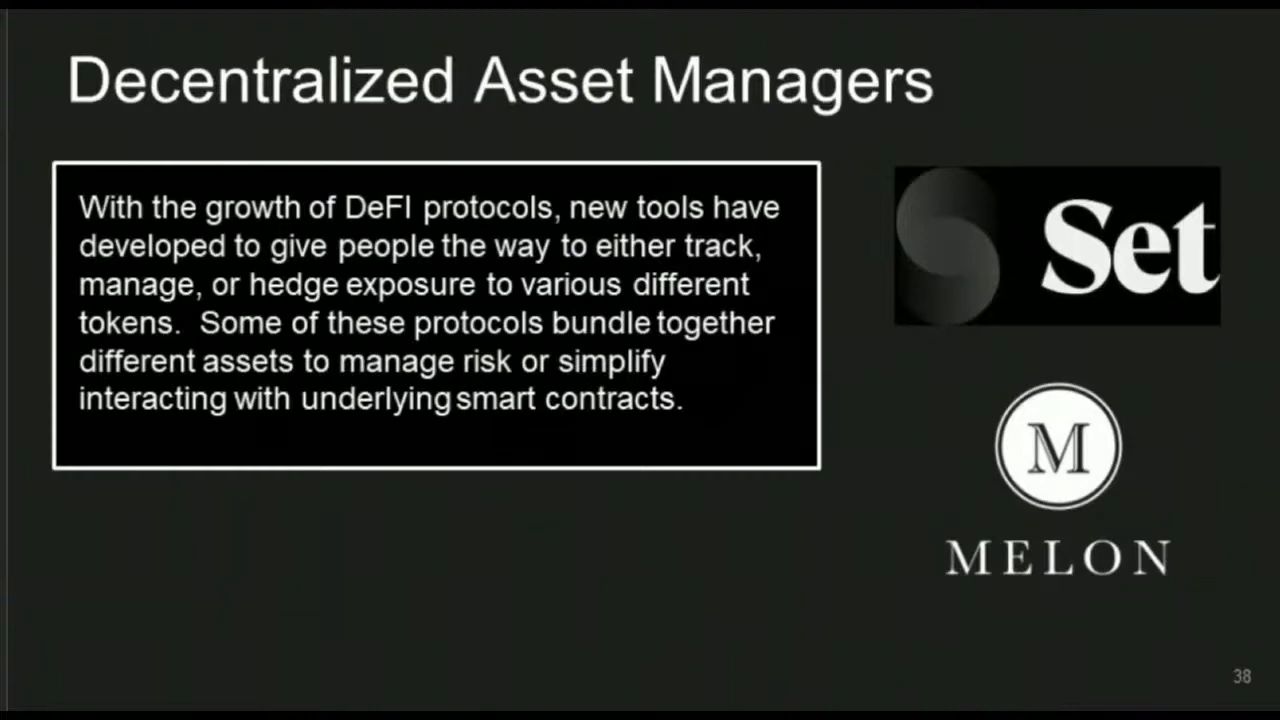 Decentralized Asset Managers
With the growth of DeFI protocols, new tools have
developed to give people the way to either track,
manage, or hedge exposure to various different
tokens.  Some of these protocols bundle together
different assets to manage risk or simplify
interacting with underlying smart contracts.
Set
M
MELON
38